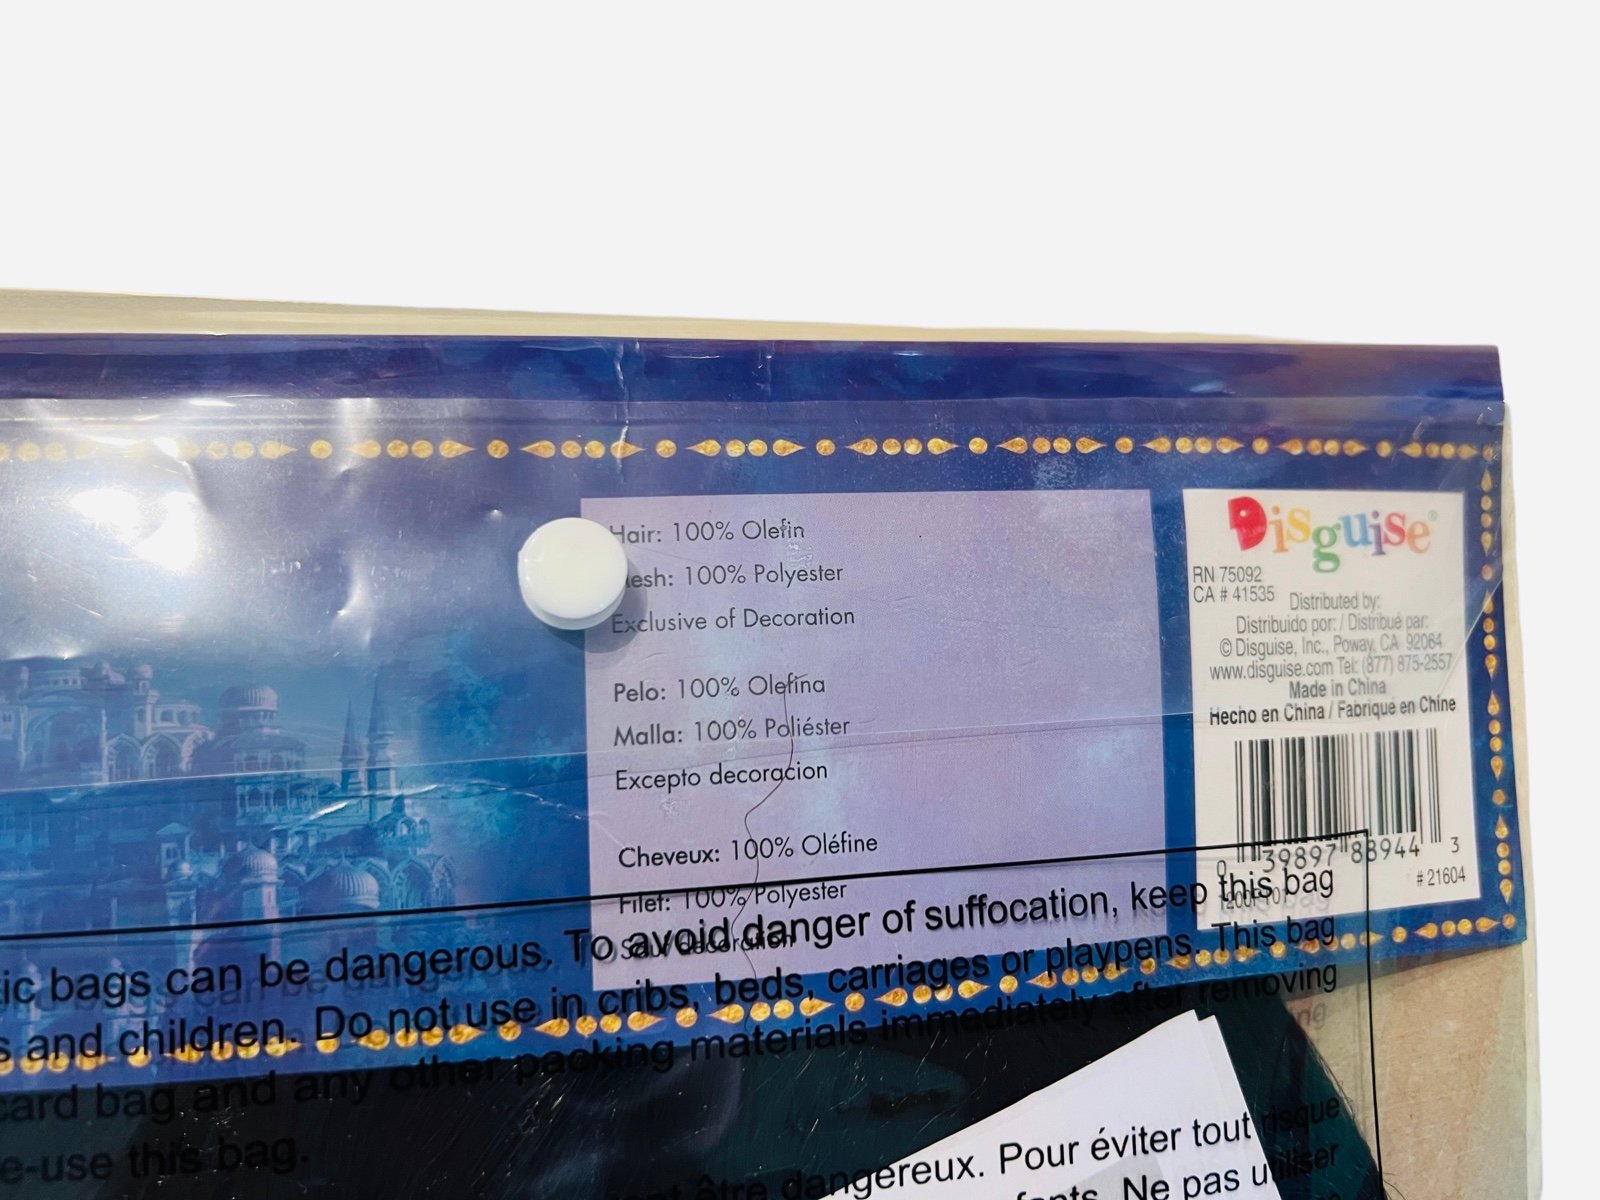 Hair: 100% Olefin
Mesh: 100% Polyester
Exclusive of Decoration
Pelo: 100% Olefina
Malla: 100% Poliéster
Excepto decoracion
Cheveux: 100% Oléfine
Filet: 100% Polyester
Sauf decoration
Disguise®
RN 75092
CA # 41535
Distributed by:
Distribuido por: / Distribué par:
© Disguise, Inc., Poway, CA 92064
www.disguise.com Tel: (877) 875-2557
Made in China
Hecho en China / Fabriqué en Chine
0 39897 88944 3
# 21604
tic bags can be dangerous. To avoid danger of suffocation, keep this bag
s and children. Do not use in cribs, beds, carriages or playpens. This bag
and any other packing materials immediately after removing
card bag
e-use this bag.
être dangereux. Pour éviter tout risque
Ne pas utiliser